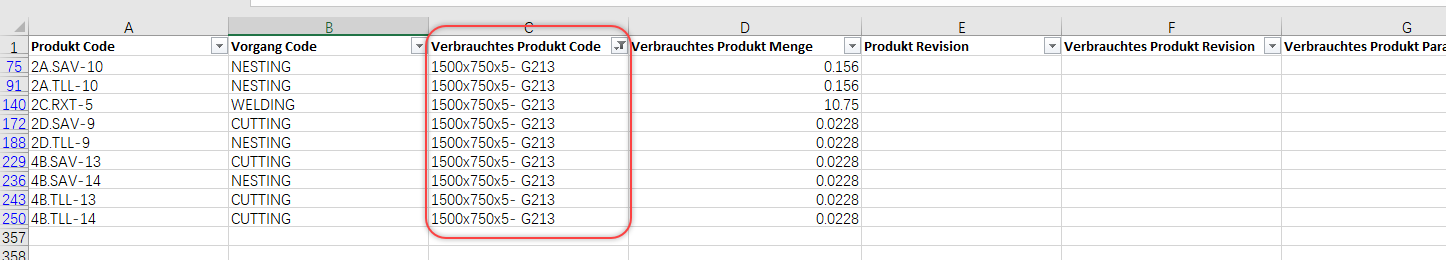 A B C D E F G
1 Produkt Code Vorgang Code Verbrauchtes Produkt Code Verbrauchtes Produkt Menge Produkt Revision Verbrauchtes Produkt Revision Verbrauchtes Produkt Para
75 2A.SAV-10 NESTING 1500x750x5- G213 0.156
91 2A.TLL-10 NESTING 1500x750x5- G213 0.156
140 2C.RXT-5 WELDING 1500x750x5- G213 10.75
172 2D.SAV-9 CUTTING 1500x750x5- G213 0.0228
188 2D.TLL-9 NESTING 1500x750x5- G213 0.0228
229 4B.SAV-13 CUTTING 1500x750x5- G213 0.0228
236 4B.SAV-14 NESTING 1500x750x5- G213 0.0228
243 4B.TLL-13 CUTTING 1500x750x5- G213 0.0228
250 4B.TLL-14 CUTTING 1500x750x5- G213 0.0228
357
358